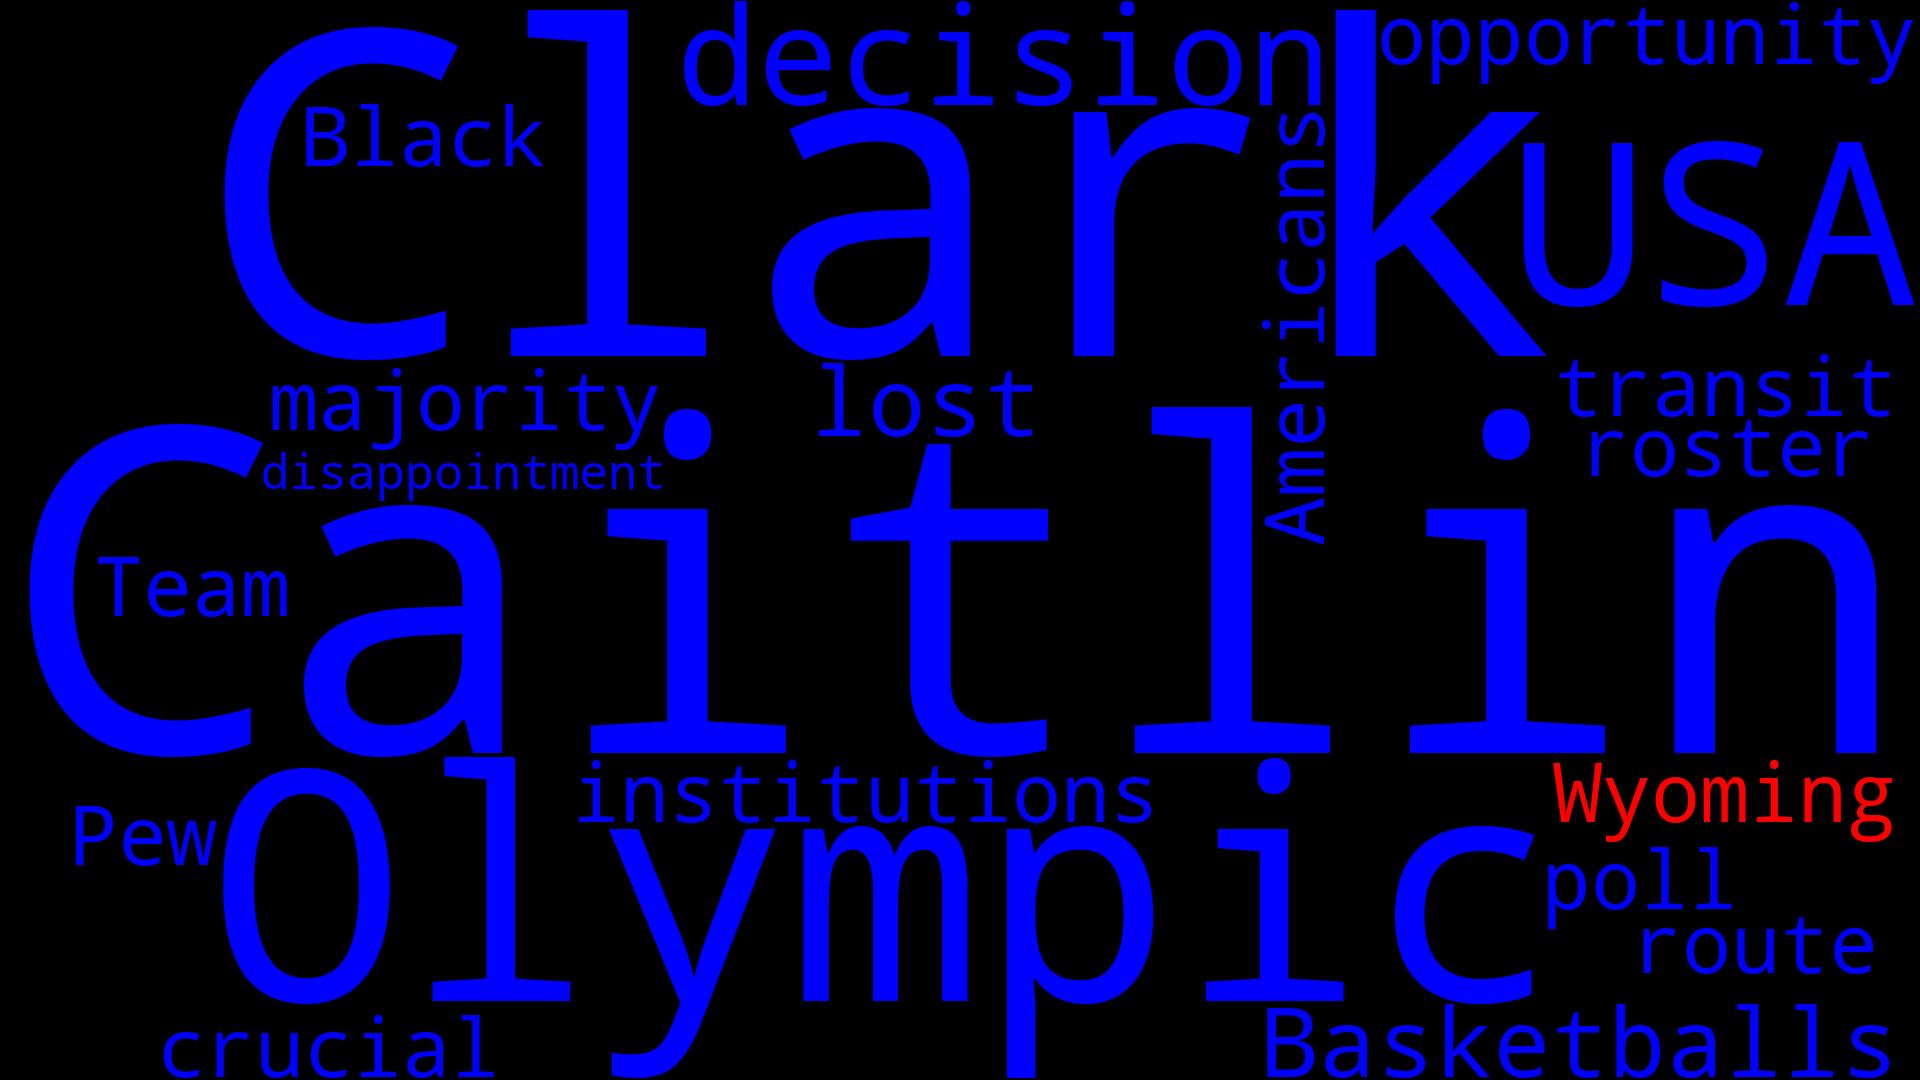 decision
opportunity
Clark
Black
USA
Americans
majority
lost
transit
roster
disappointment
Caitlin
Team
institutions
Wyoming
Pew
Olympic
poll
route
crucial
Basketballs